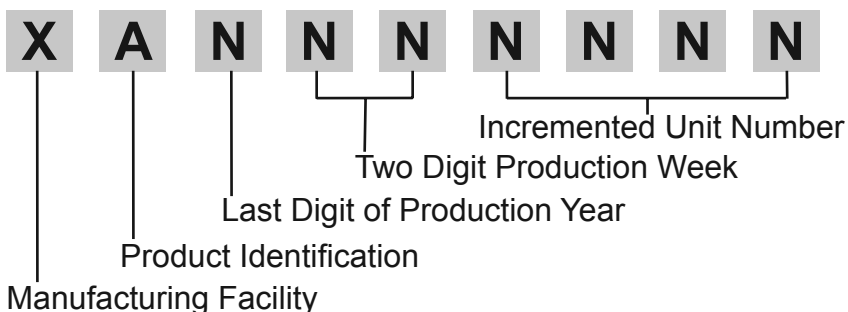 X A N N N N N N N
Incremented Unit Number
Two Digit Production Week
Last Digit of Production Year
Product Identification
Manufacturing Facility